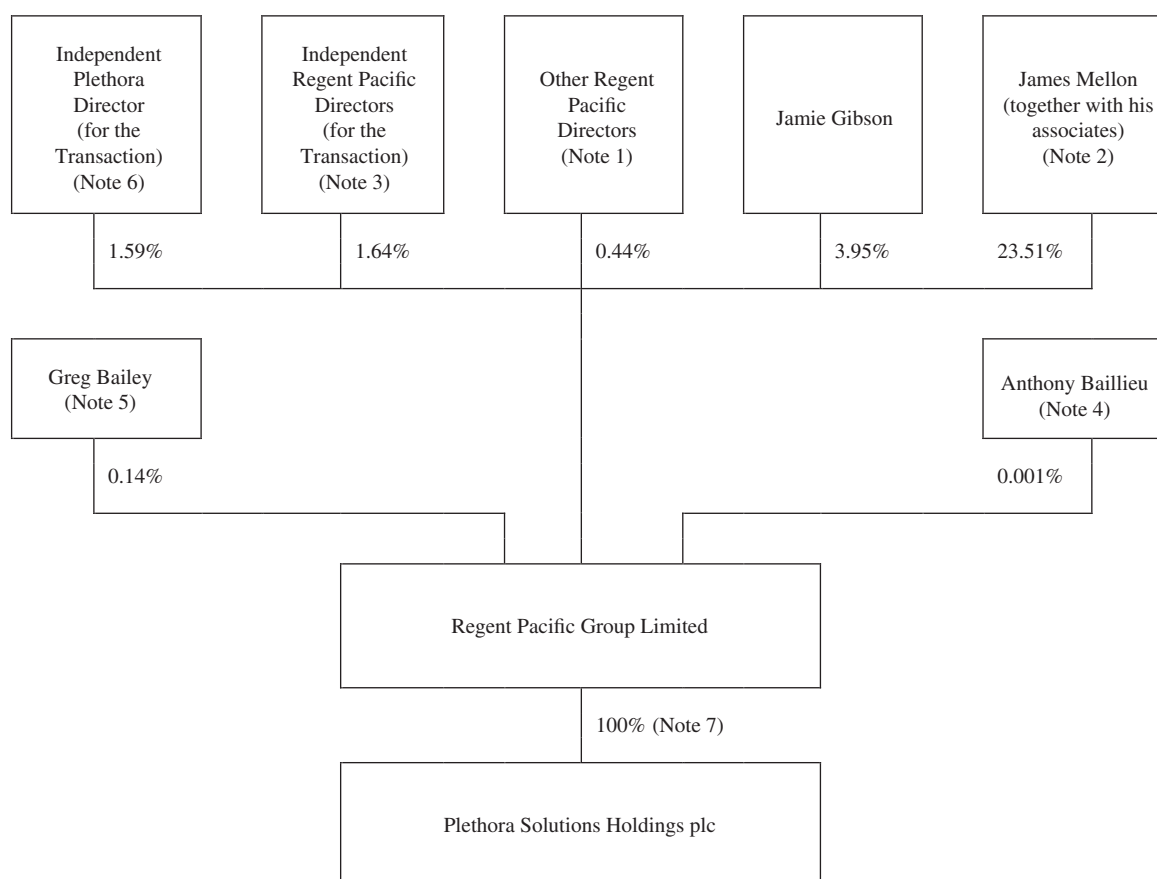 Independent
Plethora
Director
(for the
Transaction)
(Note 6)
Independent
Regent Pacific
Directors
(for the
Transaction)
(Note 3)
Other Regent
Pacific
Directors
(Note 1)
Jamie Gibson
James Mellon
(together with his
associates)
(Note 2)
1.59%
1.64%
0.44%
3.95%
23.51%
Greg Bailey
(Note 5)
Anthony Baillieu
(Note 4)
0.14%
0.001%
Regent Pacific Group Limited
100% (Note 7)
Plethora Solutions Holdings plc